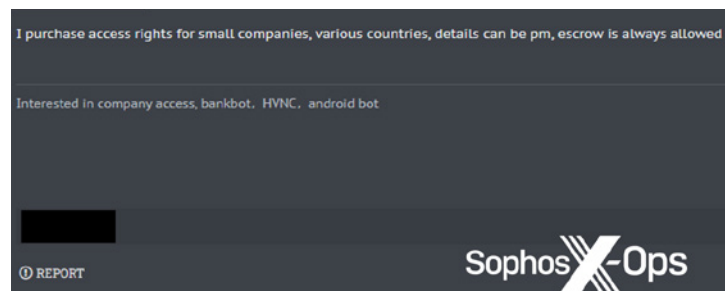 I purchase access rights for small companies, various countries, details can be pm, escrow is always allowed
Interested in company access, bankbot, HVNC, android bot
REPORT
Sophos X-Ops